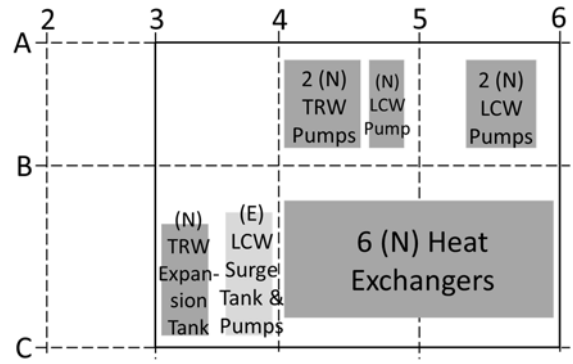 2 3 4 5 6
A
2 (N)
TRW
Pumps
(N)
LCW
Pump
2 (N)
LCW
Pumps
B
(N)
TRW
Expan-
sion
Tank
(E)
LCW
Surge
Tank &
Pumps
6 (N) Heat
Exchangers
C